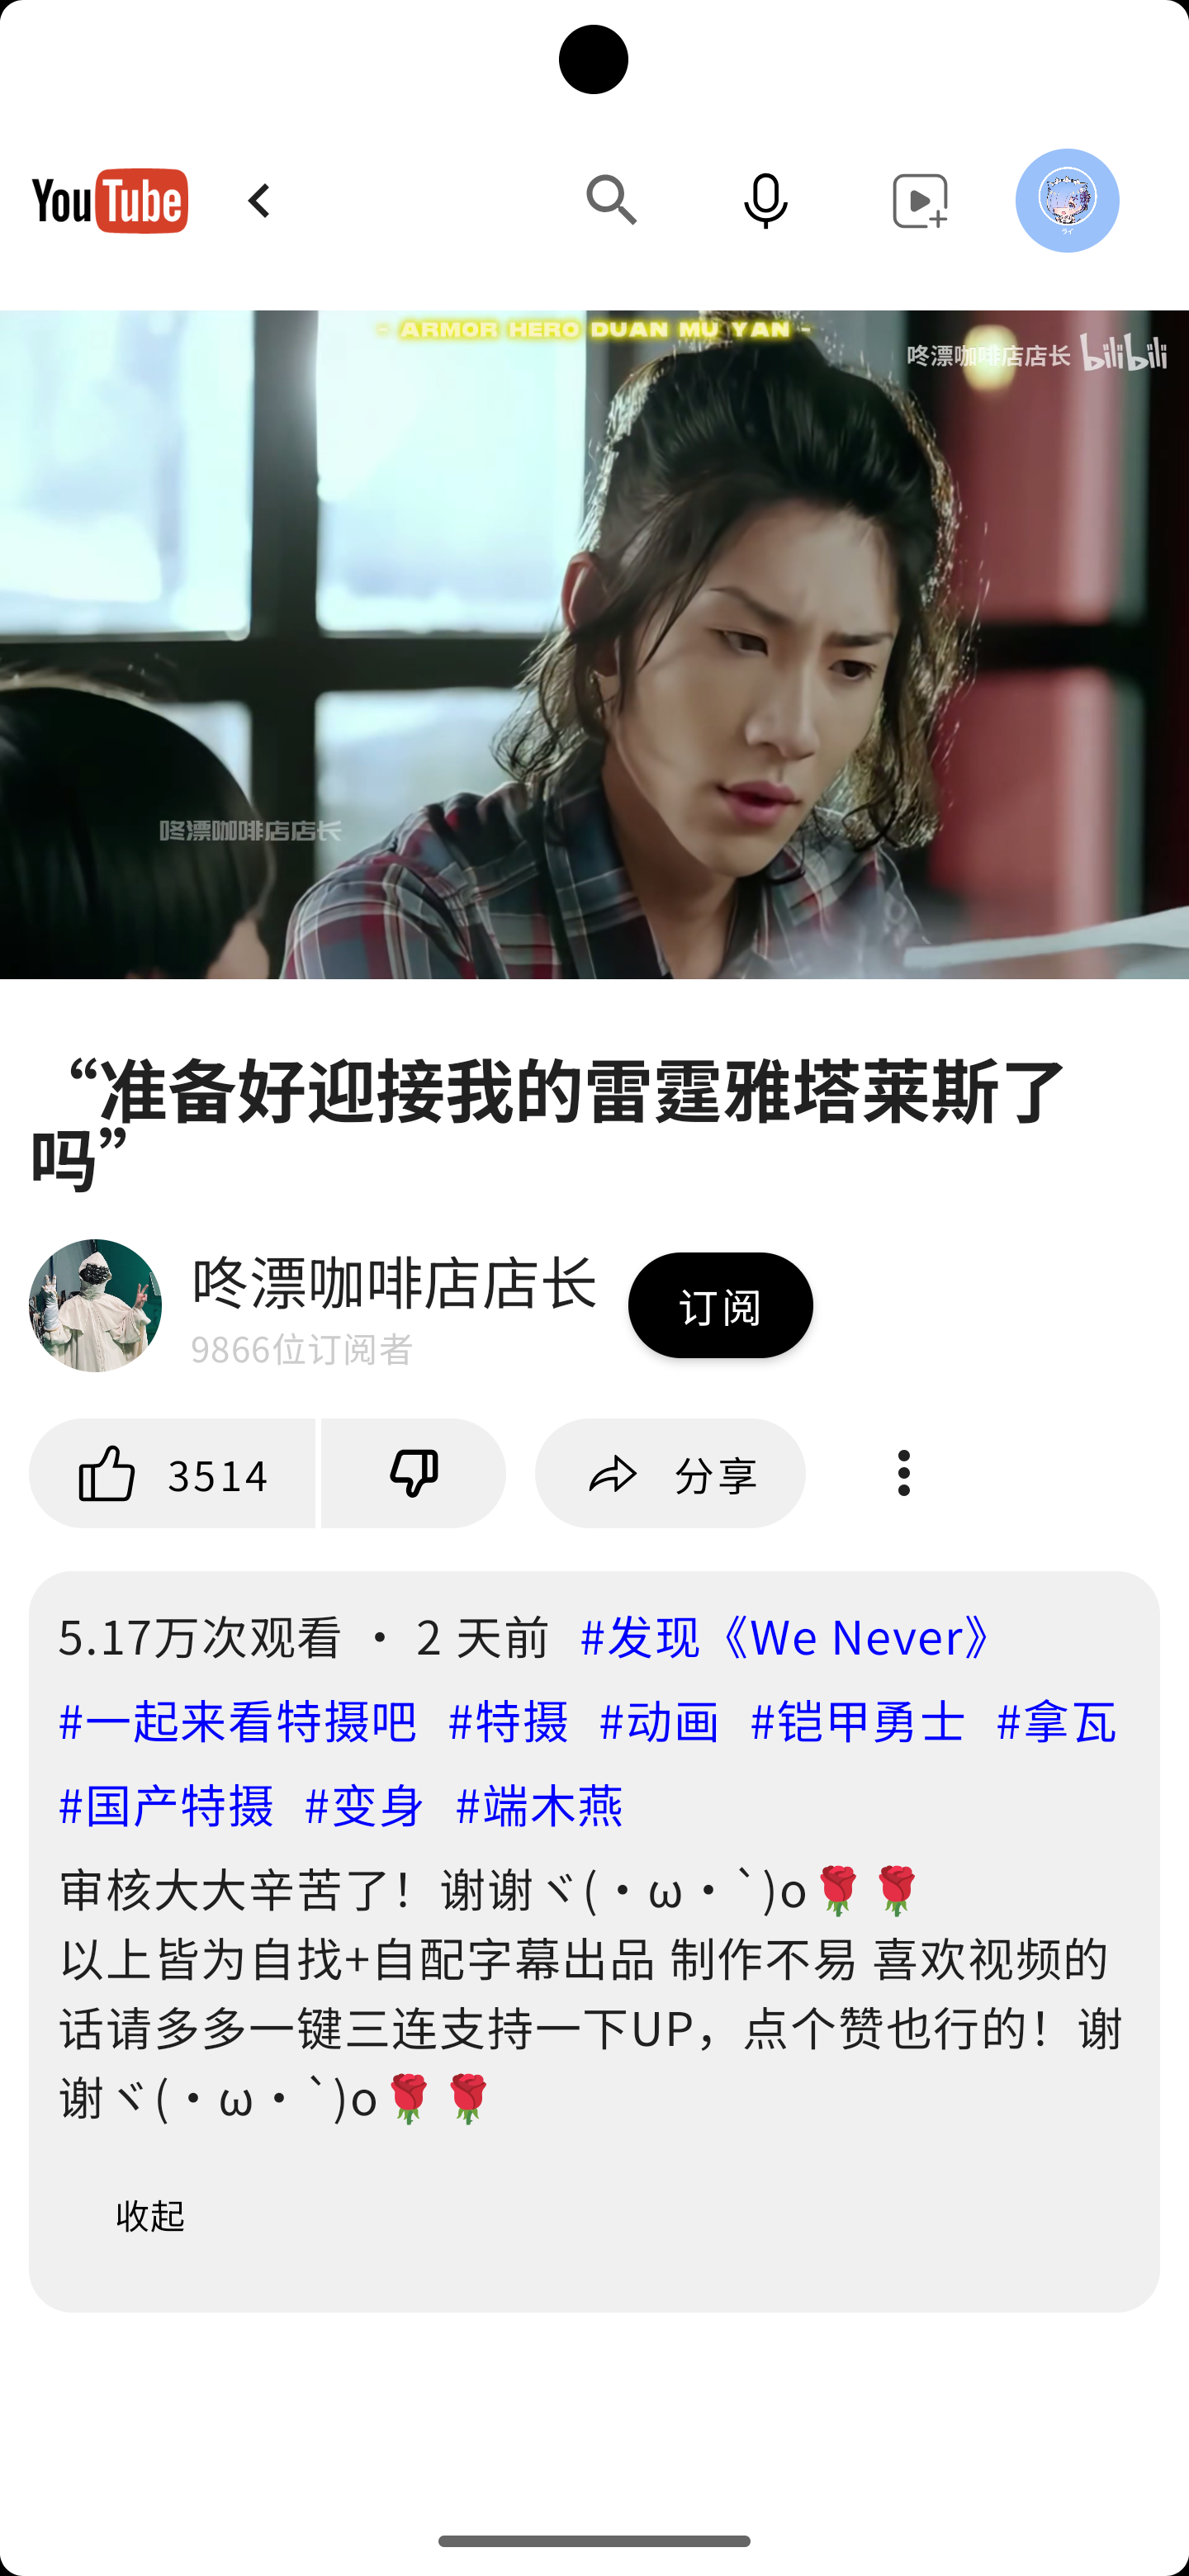 YouTube
- ARMOR HERO DUAN MU YAN -
咚漂咖啡店店长 bilibili
咚漂咖啡店店长
“准备好迎接我的雷霆雅塔莱斯了
吗”
咚漂咖啡店店长
9866位订阅者
订阅
3514
分享
5.17万次观看 · 2 天前 #发现《We Never》
#一起来看特摄吧 #特摄 #动画 #铠甲勇士 #拿瓦
#国产特摄 #变身 #端木燕
审核大大辛苦了！谢谢ヾ(・ω・`)o🌹🌹
以上皆为自找+自配字幕出品 制作不易 喜欢视频的
话请多多一键三连支持一下UP，点个赞也行的！谢
谢ヾ(・ω・`)o🌹🌹
收起